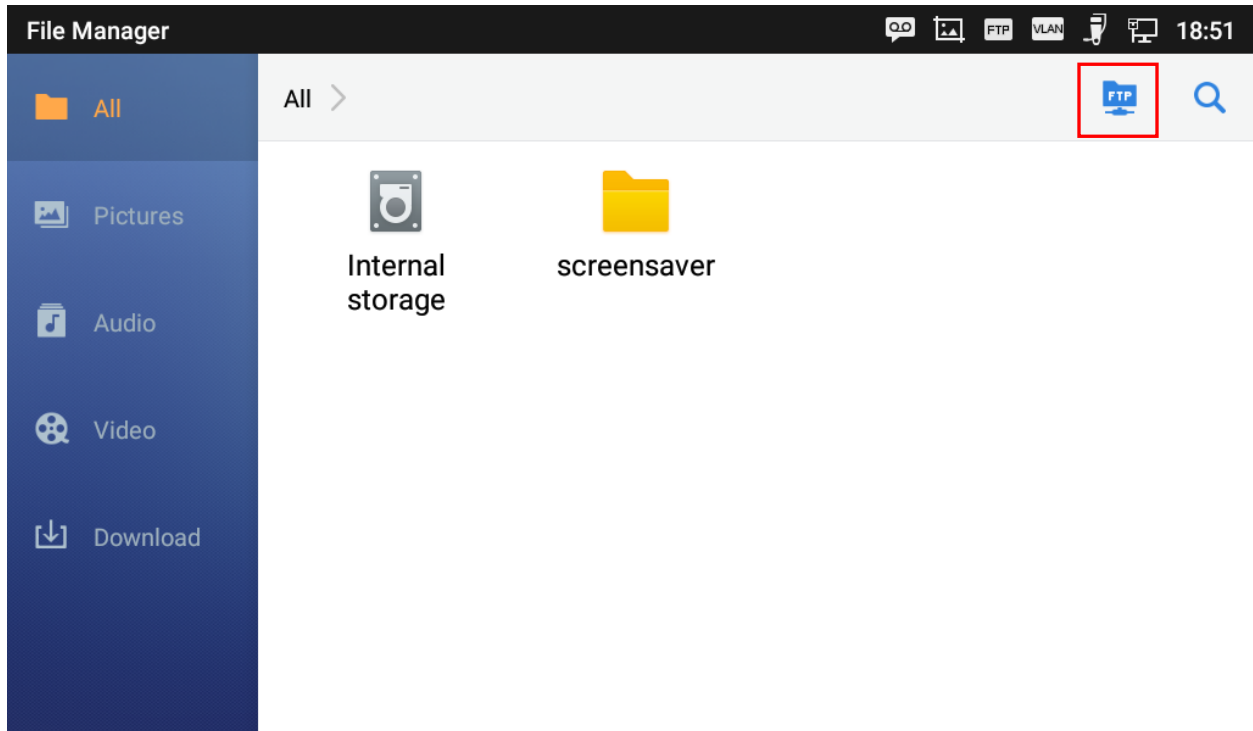 File Manager
FTP
VLAN
18:51
All
All
FTP
Pictures
Internal
storage
screensaver
Audio
Video
Download